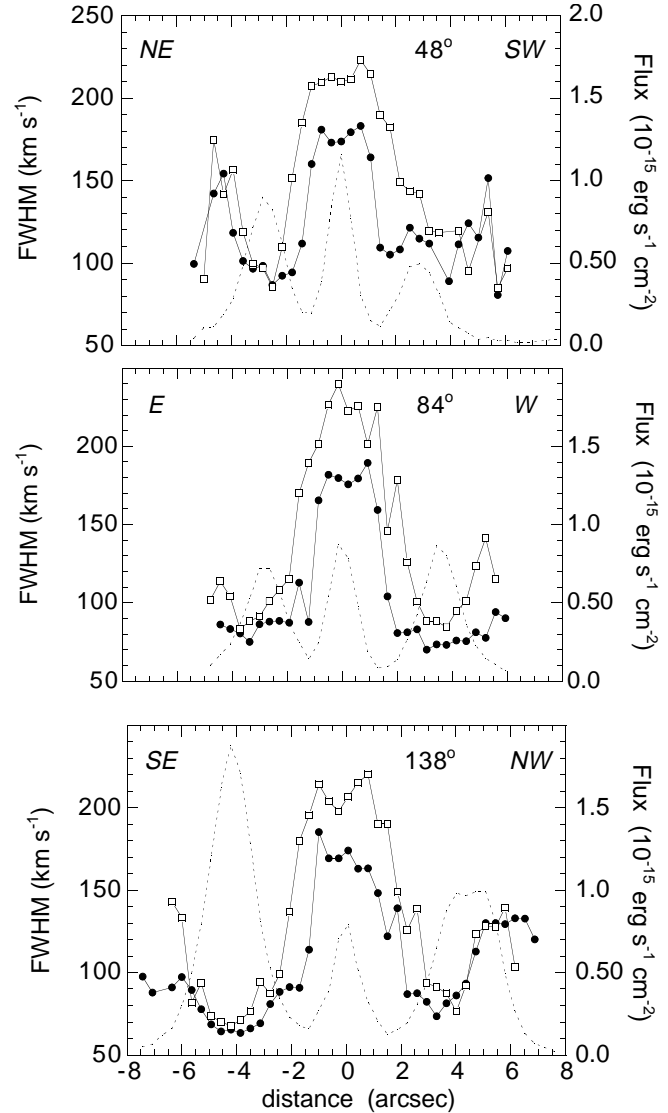 250
200
150
100
50
FWHM (km s-1)
NE
48o
SW
2.0
1.5
1.0
0.50
0.0
Flux (10-15 erg s-1 cm-2)
200
150
100
50
FWHM (km s-1)
E
84o
W
1.5
1.0
0.50
0.0
Flux (10-15 erg s-1 cm-2)
200
150
100
50
FWHM (km s-1)
SE
138o
NW
1.5
1.0
0.50
0.0
Flux (10-15 erg s-1 cm-2)
-8 -6 -4 -2 0 2 4 6 8
distance (arcsec)